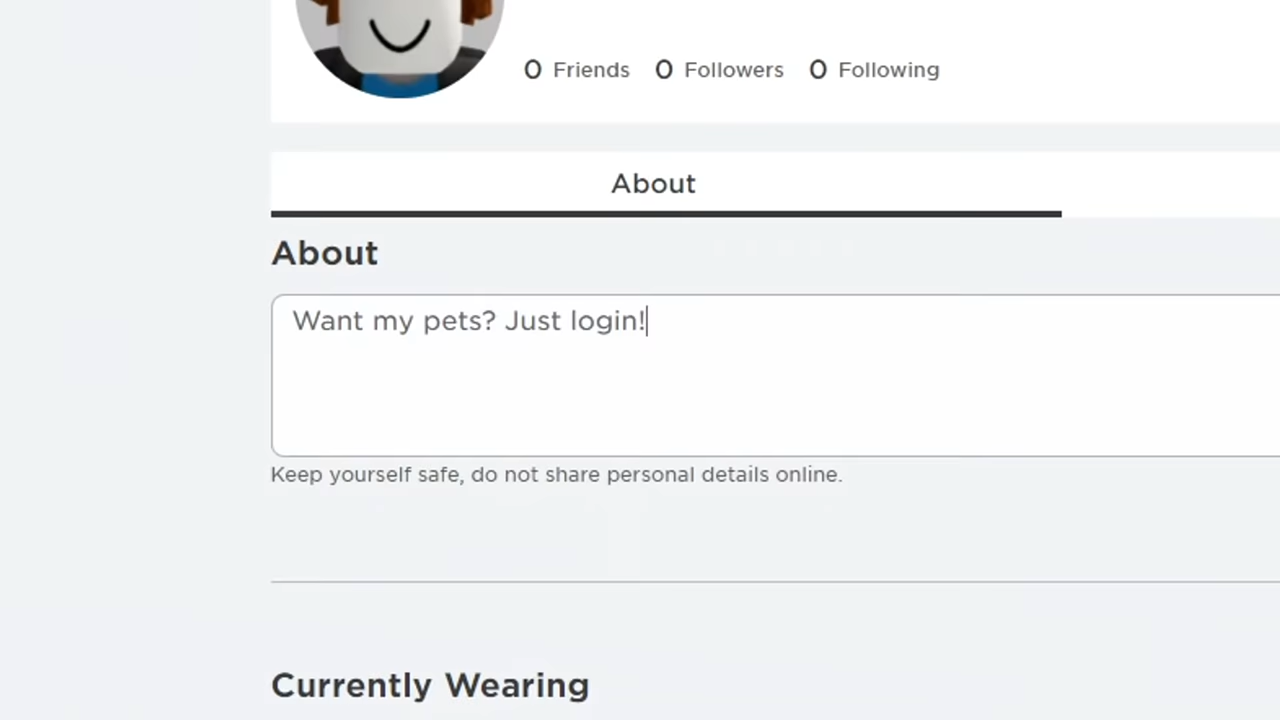 0 Friends 0 Followers 0 Following
About
About
Want my pets? Just login!
Keep yourself safe, do not share personal details online.
Currently Wearing